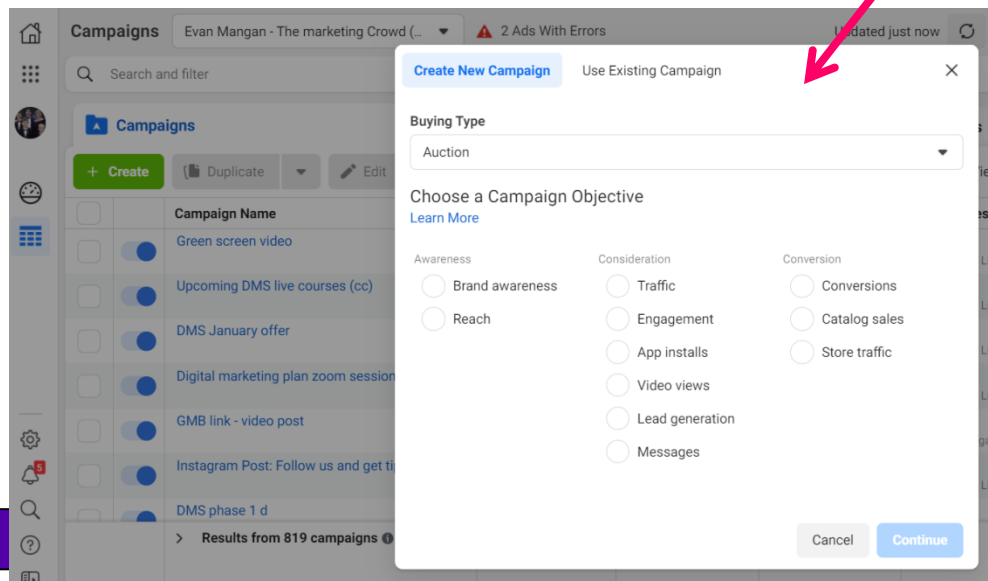 Campaigns
Evan Mangan - The marketing Crowd (...
2 Ads With Errors
Updated just now
Search and filter
Campaigns
+ Create
Duplicate
Edit
Campaign Name
Green screen video
Upcoming DMS live courses (cc)
DMS January offer
Digital marketing plan zoom session
GMB link - video post
Instagram Post: Follow us and get ti
DMS phase 1 d
Results from 819 campaigns
5
Create New Campaign
Use Existing Campaign
Buying Type
Auction
Choose a Campaign Objective
Learn More
Awareness
Brand awareness
Reach
Consideration
Traffic
Engagement
App installs
Video views
Lead generation
Messages
Conversion
Conversions
Catalog sales
Store traffic
Cancel
Continue